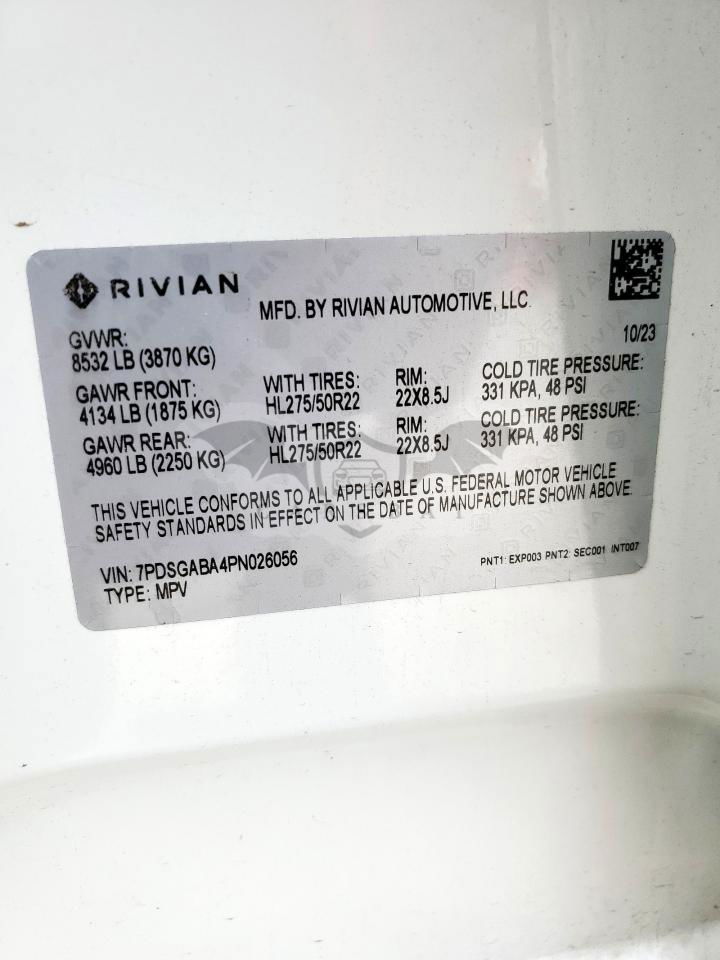 RIVIAN
MFD. BY RIVIAN AUTOMOTIVE, LLC.
10/23
GVWR:
8532 LB (3870 KG)
GAWR FRONT: WITH TIRES: RIM: COLD TIRE PRESSURE:
4134 LB (1875 KG) HL275/50R22 22X8.5J 331 KPA, 48 PSI
GAWR REAR: WITH TIRES: RIM: COLD TIRE PRESSURE:
4960 LB (2250 KG) HL275/50R22 22X8.5J 331 KPA, 48 PSI
THIS VEHICLE CONFORMS TO ALL APPLICABLE U.S. FEDERAL MOTOR VEHICLE
SAFETY STANDARDS IN EFFECT ON THE DATE OF MANUFACTURE SHOWN ABOVE.
VIN: 7PDSGABA4PN026056
TYPE: MPV
PNT1: EXP003 PNT2: SEC001 INT007